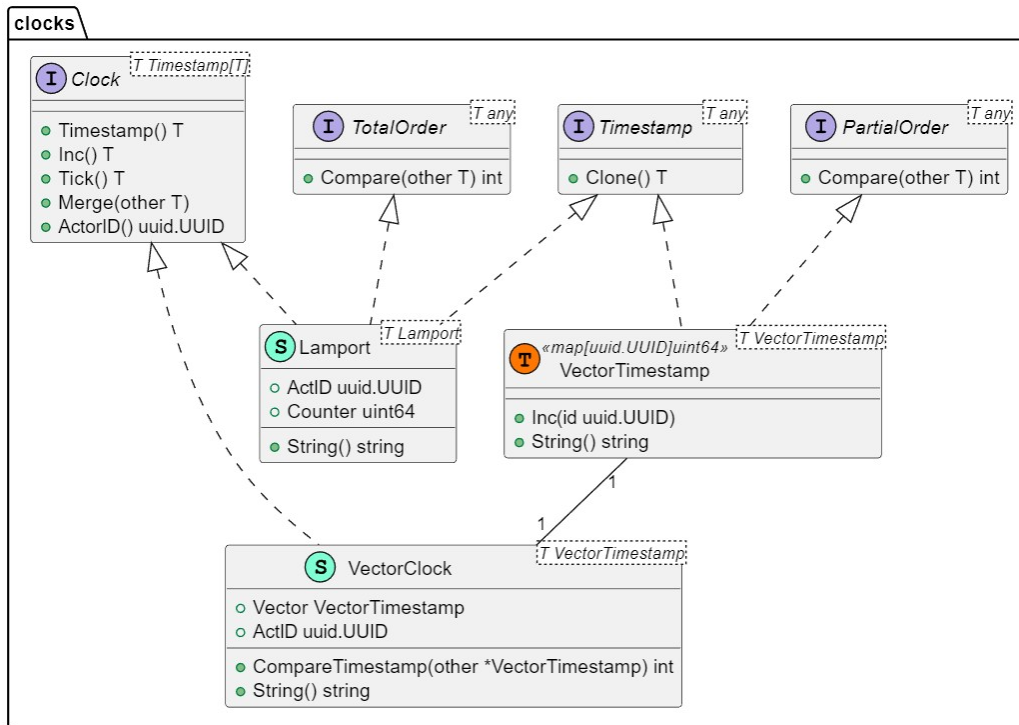 clocks
I Clock
T Timestamp[T]
Timestamp() T
Inc() T
Tick() T
Merge(other T)
ActorID() uuid.UUID
I TotalOrder
T any
Compare(other T) int
I Timestamp
T any
Clone() T
I PartialOrder
T any
Compare(other T) int
S Lamport
T Lamport
ActID uuid.UUID
Counter uint64
String() string
T «map[uuid.UUID]uint64»
VectorTimestamp
T VectorTimestamp
Inc(id uuid.UUID)
String() string
1
1
S VectorClock
T VectorTimestamp
Vector VectorTimestamp
ActID uuid.UUID
CompareTimestamp(other *VectorTimestamp) int
String() string